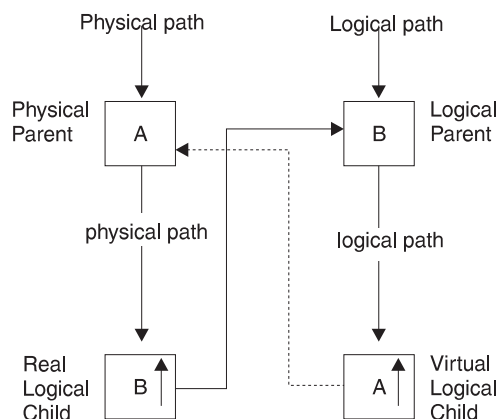 Physical path
Logical path
Physical
Parent
A
B
Logical
Parent
physical path
logical path
Real
Logical
Child
B
A
Virtual
Logical
Child